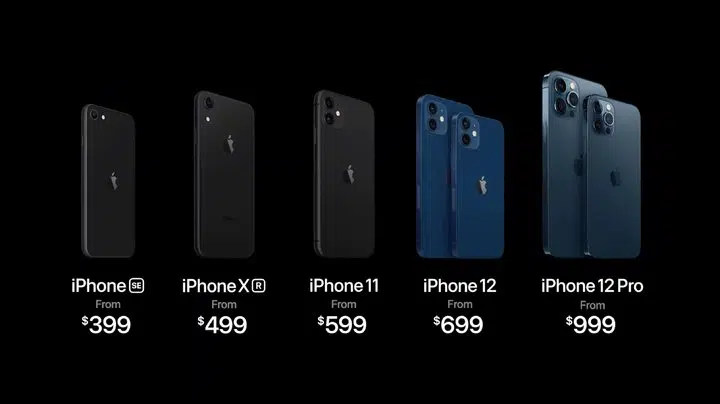 iPhone SE
From
$399
iPhone XR
From
$499
iPhone 11
From
$599
iPhone 12
From
$699
iPhone 12 Pro
From
$999